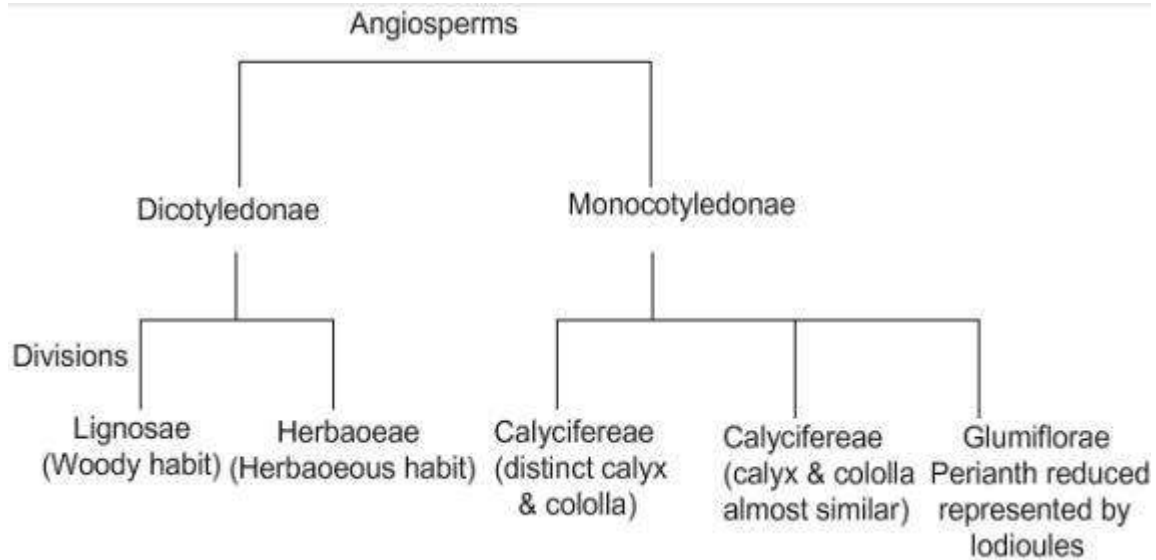 Angiosperms
Dicotyledonae
Monocotyledonae
Divisions
Lignosae
(Woody habit)
Herbaoeae
(Herbaoeous habit)
Calycifereae
(distinct calyx
& cololla)
Calycifereae
(calyx & cololla
almost similar)
Glumiflorae
Perianth reduced
represented by
lodioules